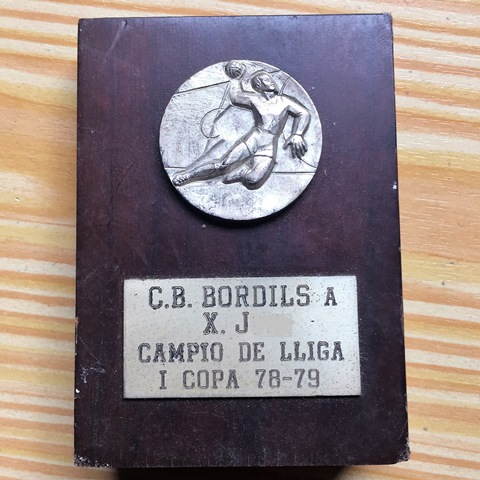 C.B. BORDILS A
X. J
CAMPIO DE LLIGA
I COPA 78-79